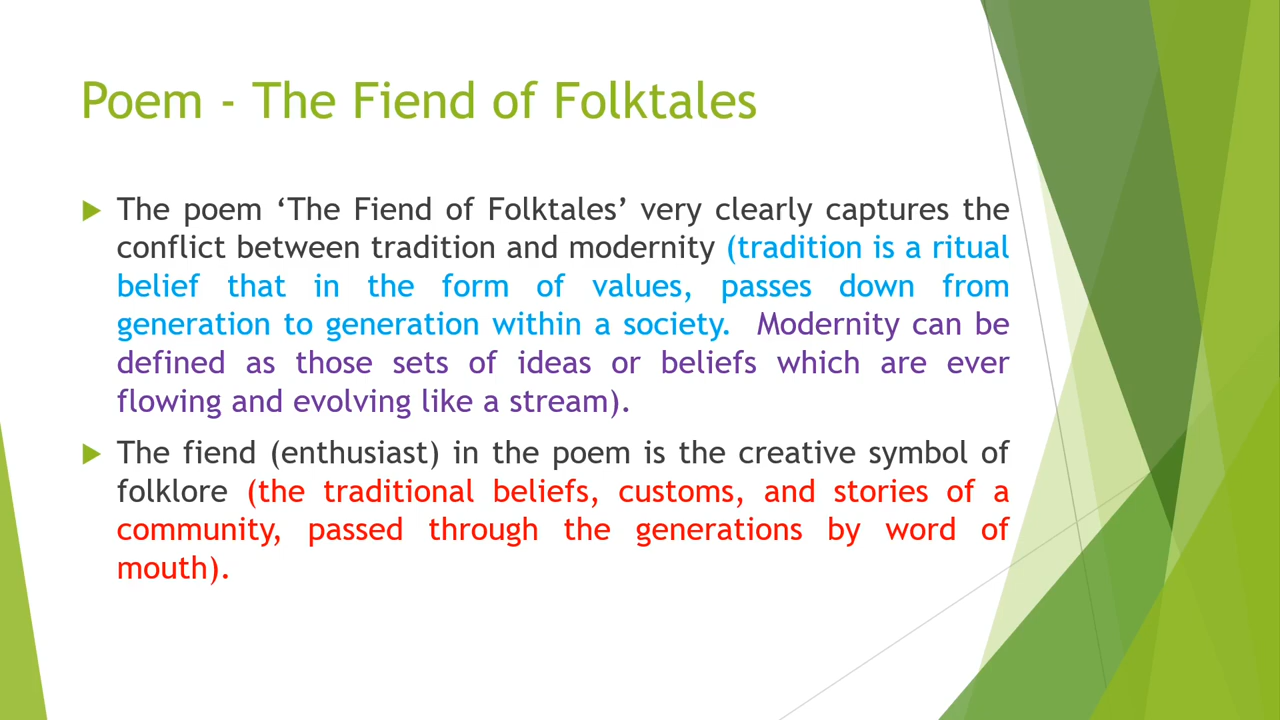 Poem - The Fiend of Folktales
The poem ‘The Fiend of Folktales’ very clearly captures the
conflict between tradition and modernity (tradition is a ritual
belief that in the form of values, passes down from
generation to generation within a society. Modernity can be
defined as those sets of ideas or beliefs which are ever
flowing and evolving like a stream).
The fiend (enthusiast) in the poem is the creative symbol of
folklore (the traditional beliefs, customs, and stories of a
community, passed through the generations by word of
mouth).